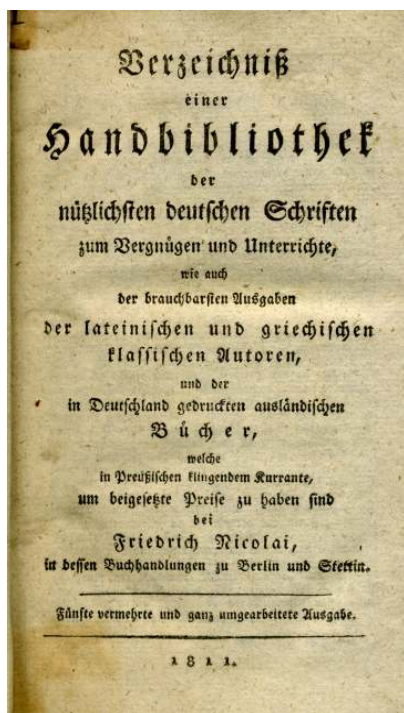 Verzeichniß
einer
Handbibliothek
der
nützlichsten deutschen Schriften
zum Vergnügen und Unterrichte,
wie auch
der brauchbarsten Ausgaben
der lateinischen und griechischen
klassischen Autoren,
und der
in Deutschland gedruckten ausländischen
Bücher,
welche
in Preußischen klingendem Kurrante,
um beigesetzte Preise zu haben sind
bei
Friedrich Nicolai,
in dessen Buchhandlungen zu Berlin und Stettin.
Fünfte vermehrte und ganz umgearbeitete Ausgabe.
1811.